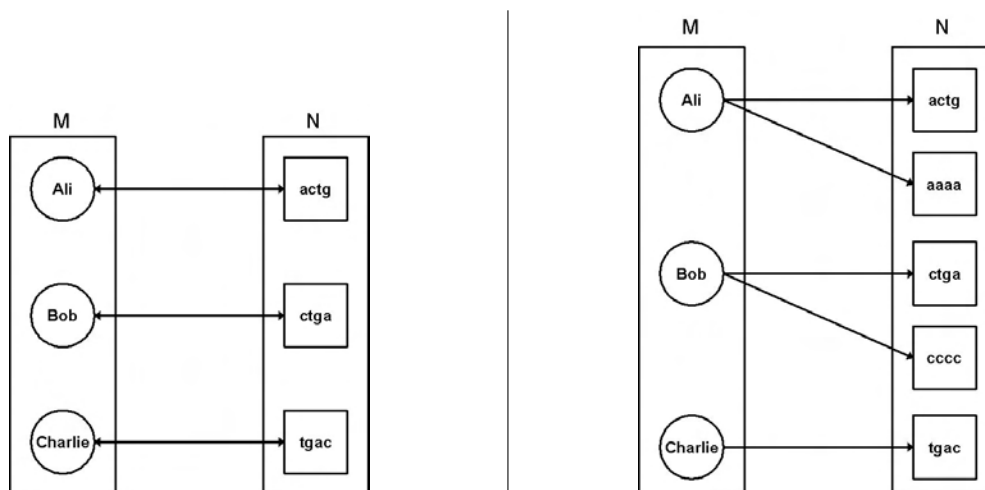 M N
Ali actg
Bob ctga
Charlie tgac
M N
Ali actg
aaaa
Bob ctga
cccc
Charlie tgac